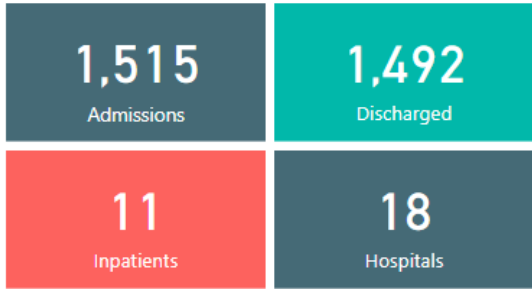 1,515
Admissions
1,492
Discharged
11
Inpatients
18
Hospitals